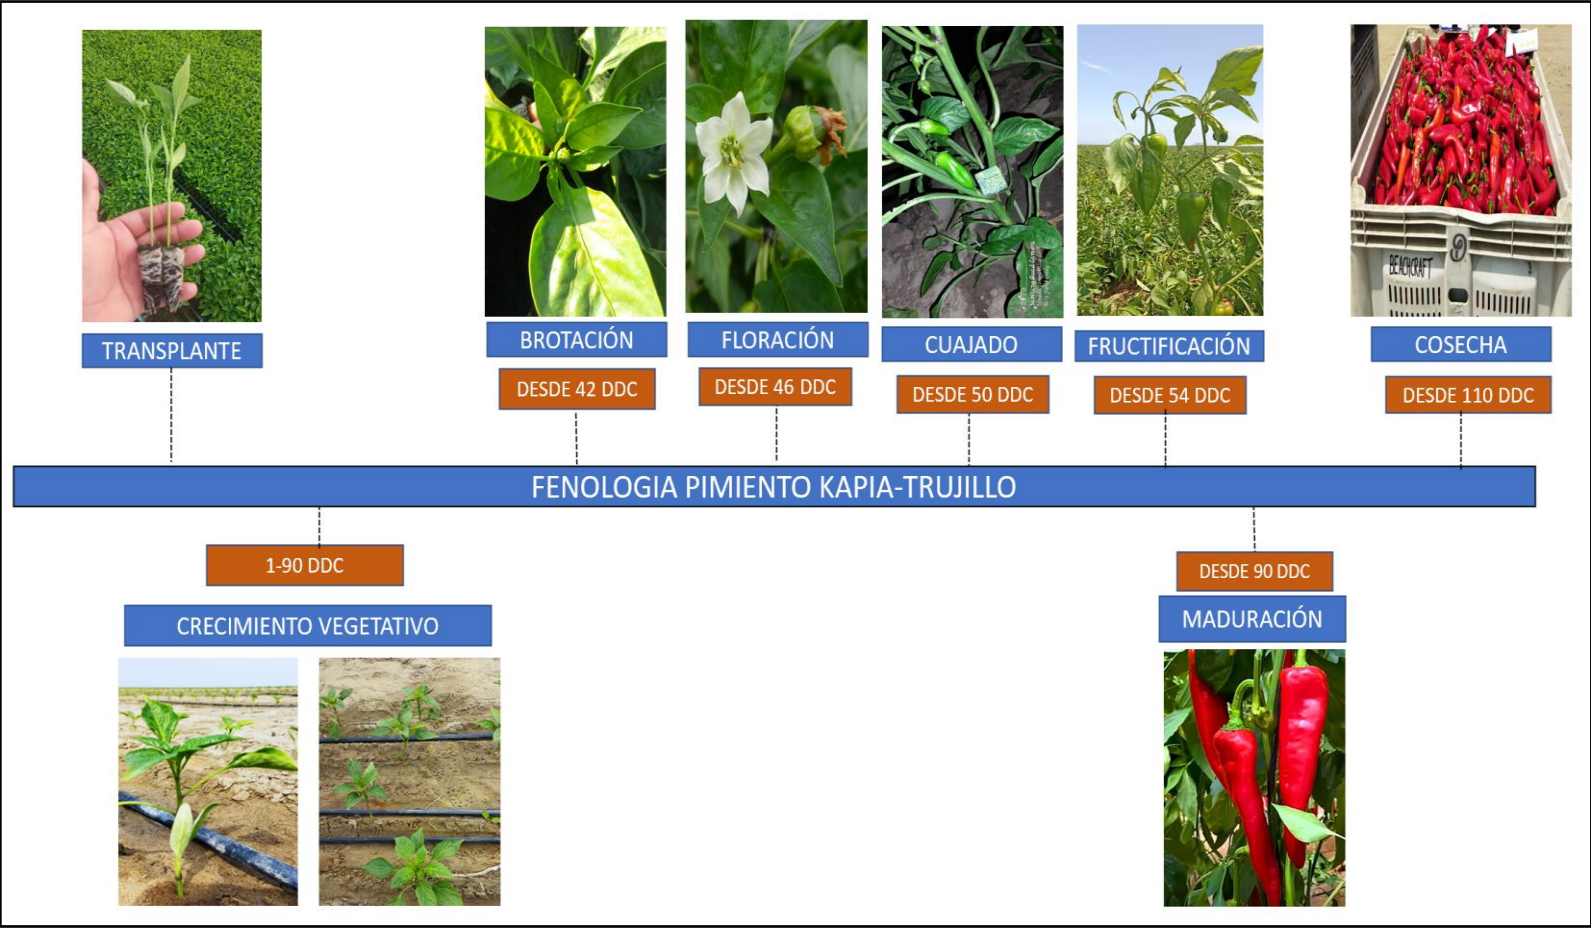 TRANSPLANTE
BROTACIÓN
DESDE 42 DDC
FLORACIÓN
DESDE 46 DDC
CUAJADO
DESDE 50 DDC
FRUCTIFICACIÓN
DESDE 54 DDC
BEACHCRAFT
COSECHA
DESDE 110 DDC
FENOLOGIA PIMIENTO KAPIA-TRUJILLO
1-90 DDC
CRECIMIENTO VEGETATIVO
DESDE 90 DDC
MADURACIÓN